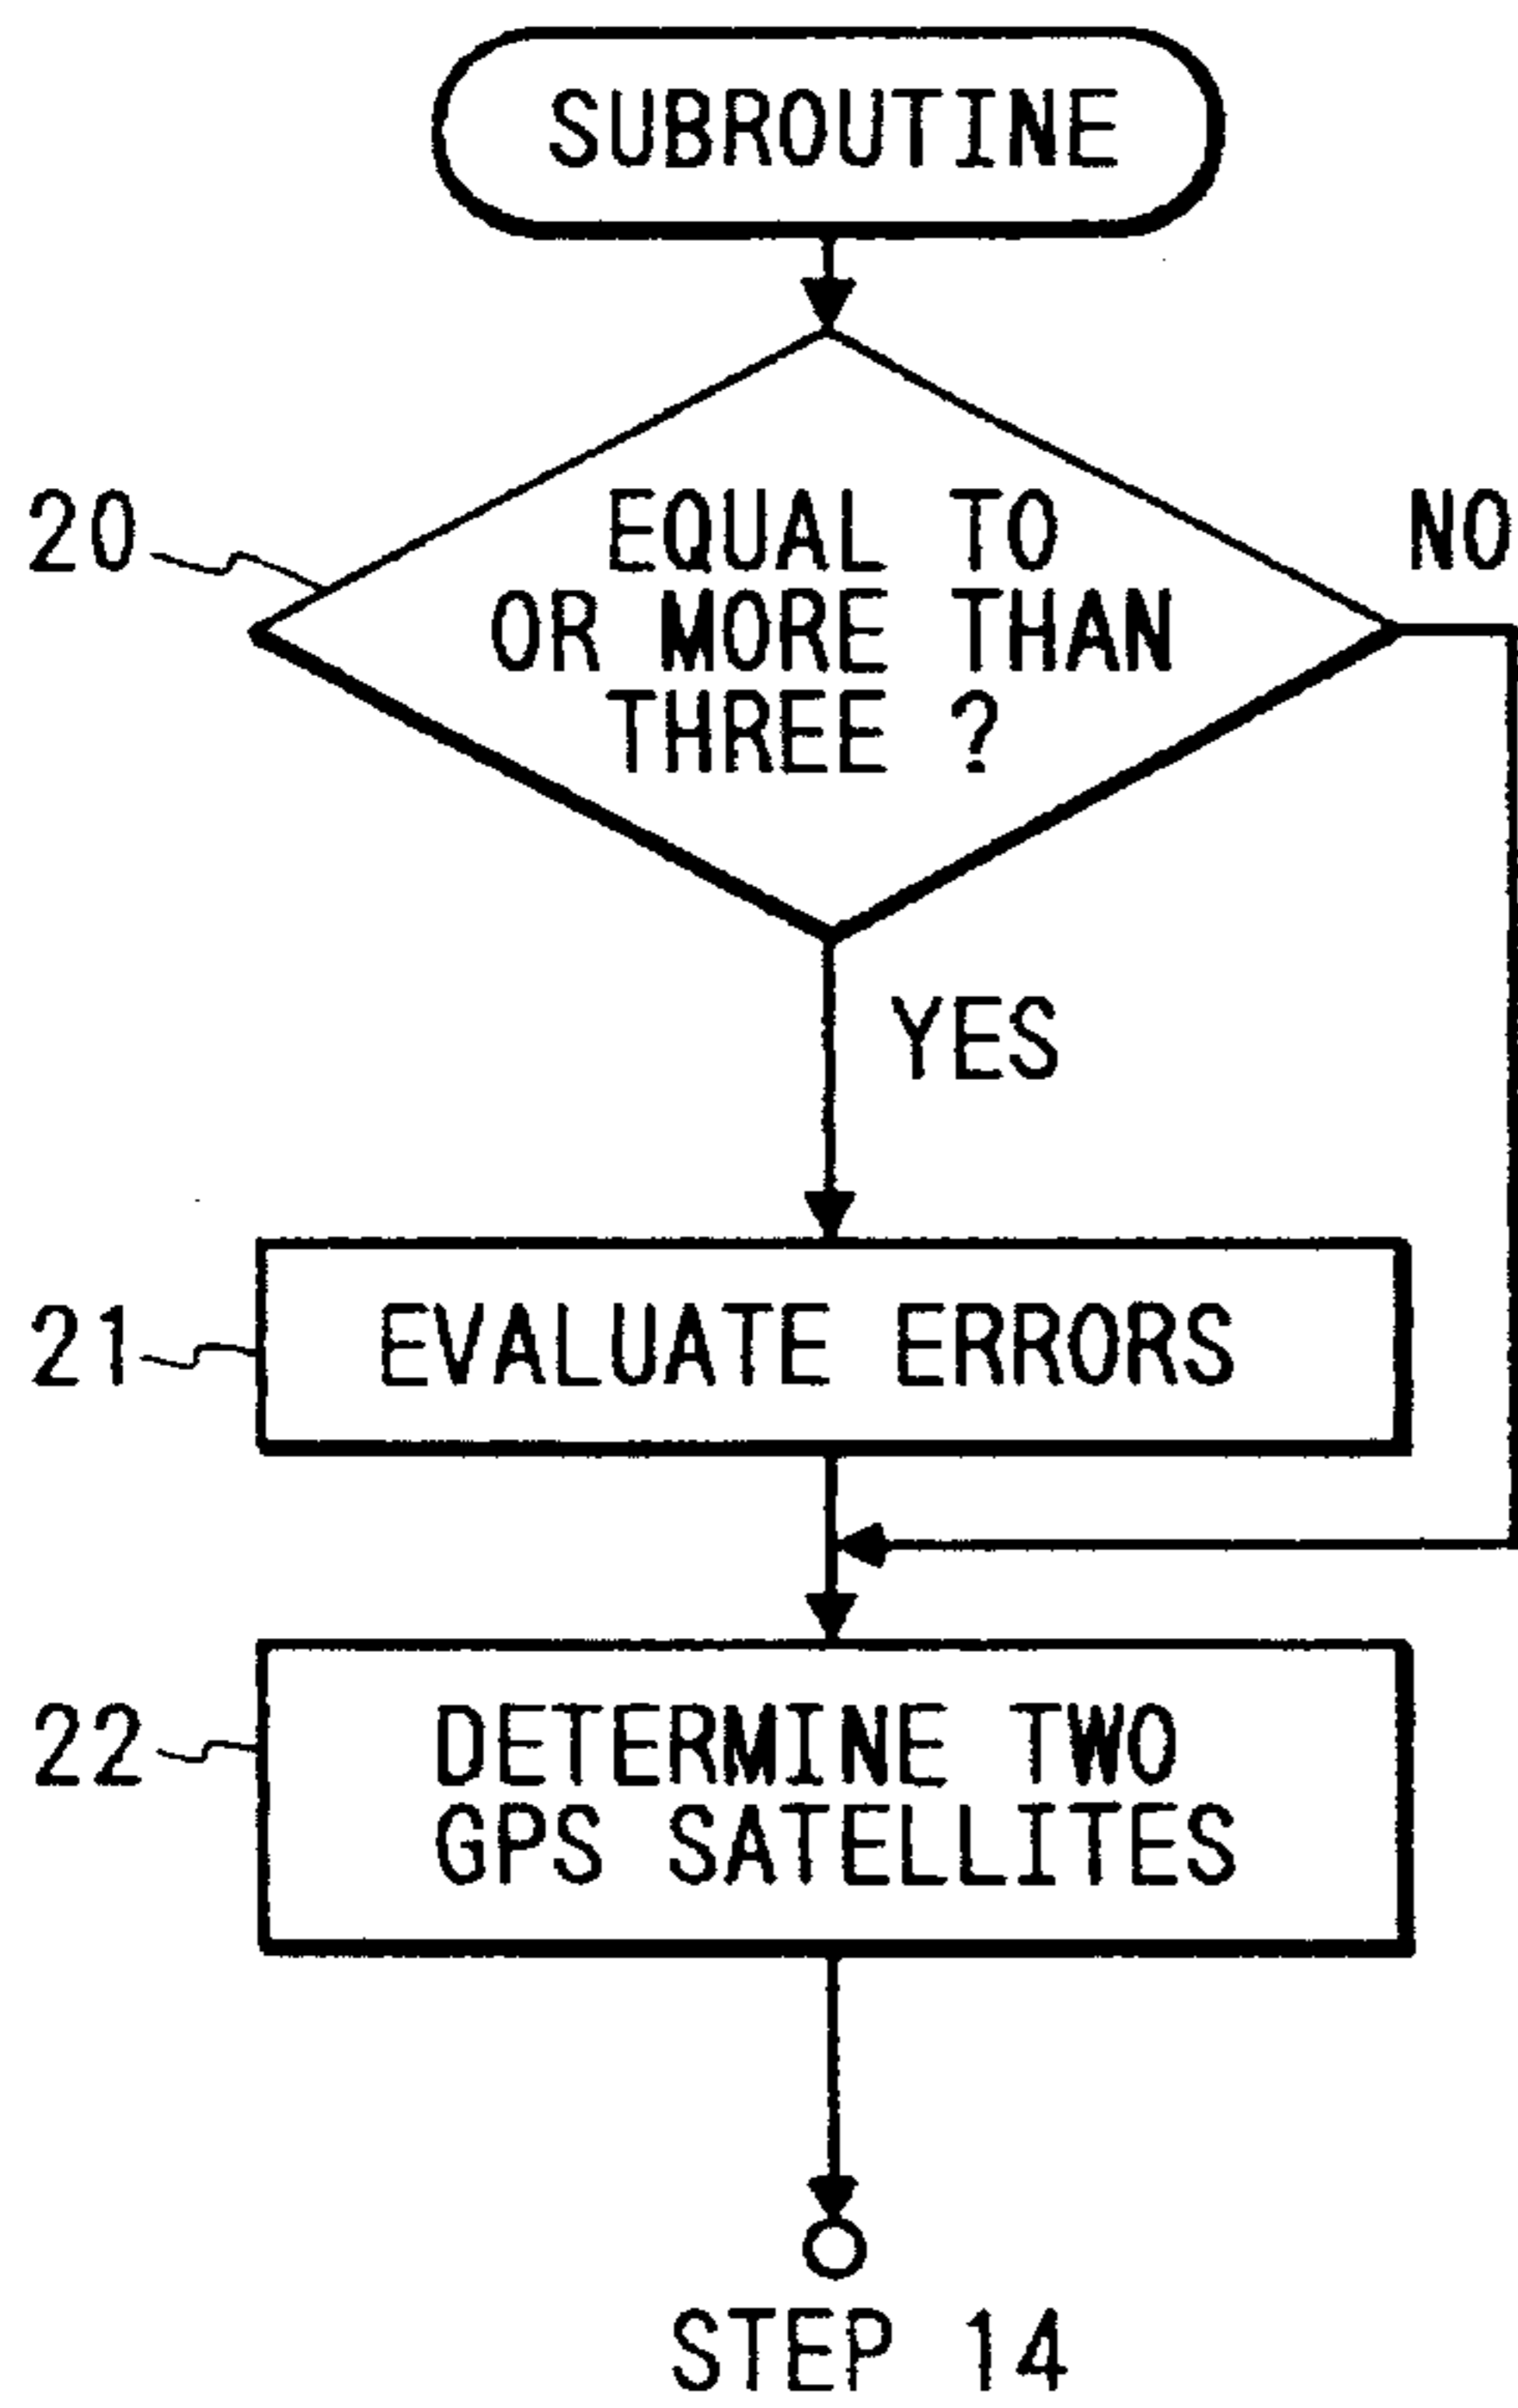 SUBROUTINE
20
EQUAL TO
OR MORE THAN
THREE ?
NO
YES
21
EVALUATE ERRORS
22
DETERMINE TWO
GPS SATELLITES
STEP 14